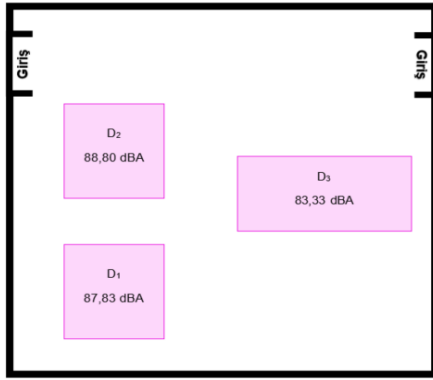 Giriş
Giriş
D₂
88,80 dBA
D₃
83,33 dBA
D₁
87,83 dBA